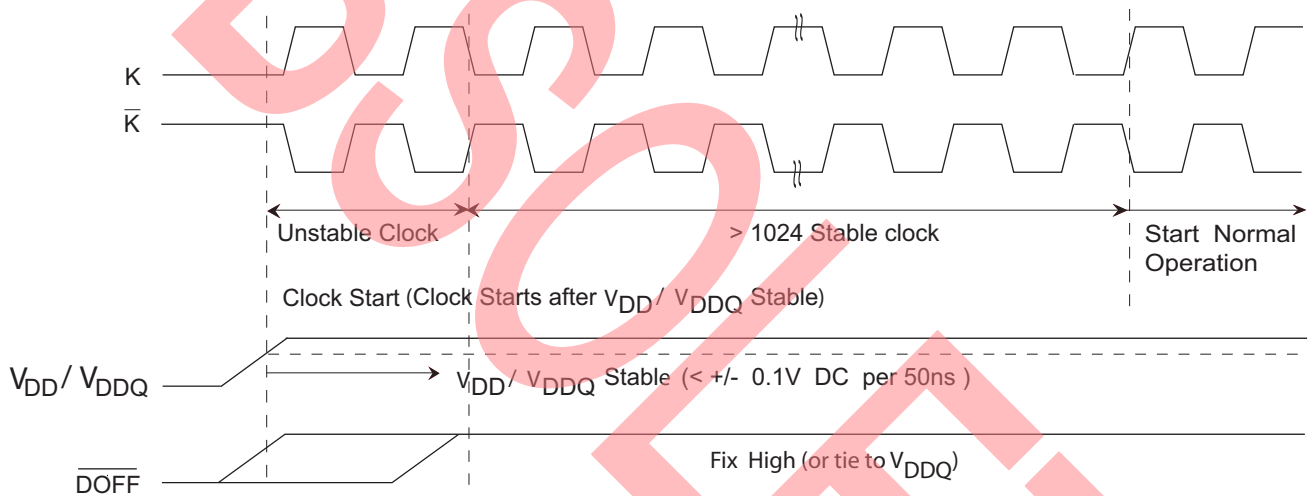 K
K̅
Unstable Clock
> 1024 Stable clock
Start Normal
Operation
Clock Start (Clock Starts after VDD / VDDQ Stable)
VDD / VDDQ
VDD / VDDQ Stable (< +/- 0.1V DC per 50ns )
Fix High (or tie to VDDQ)
D̅O̅F̅F̅